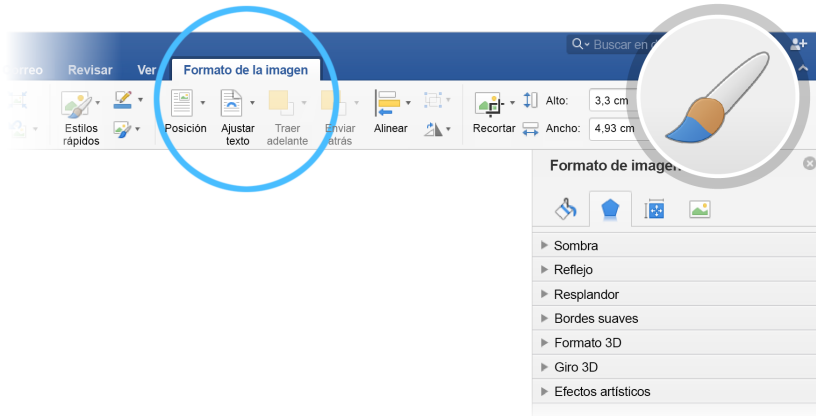 Buscar en d
Correo Revisar Ver Formato de la imagen
Estilos rápidos
Posición
Ajustar texto
Traer adelante
Enviar atrás
Alinear
Recortar
Alto: 3,3 cm
Ancho: 4,93 cm
Formato de imagen
Sombra
Reflejo
Resplandor
Bordes suaves
Formato 3D
Giro 3D
Efectos artísticos